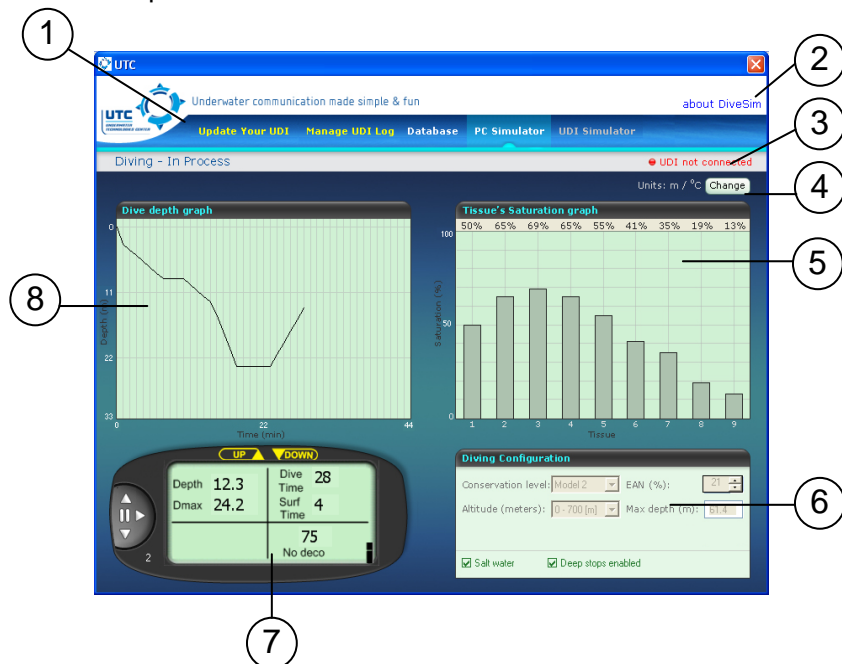 1
2
3
4
5
6
7
8
UTC
UTC
UNDERWATER
TECHNOLOGIES CENTER
Underwater communication made simple & fun
about DiveSim
Update Your UDI Manage UDI Log Database PC Simulator UDI Simulator
Diving - In Process
UDI not connected
Units: m / ⁰C Change
Dive depth graph
0
11
22
33
Depth (m)
0 22 44
Time (min)
Tissue's Saturation graph
50% 65% 69% 65% 55% 41% 35% 19% 13%
100
50
0
Saturation (%)
1 2 3 4 5 6 7 8 9
Tissue
UP DOWN
Depth 12.3
Dmax 24.2
Dive Time 28
Surf Time 4
75
No deco
2
Diving Configuration
Conservation level: Model 2 EAN (%): 21
Altitude (meters): 0 - 700 [m] Max depth (m): 61.4
Salt water Deep stops enabled